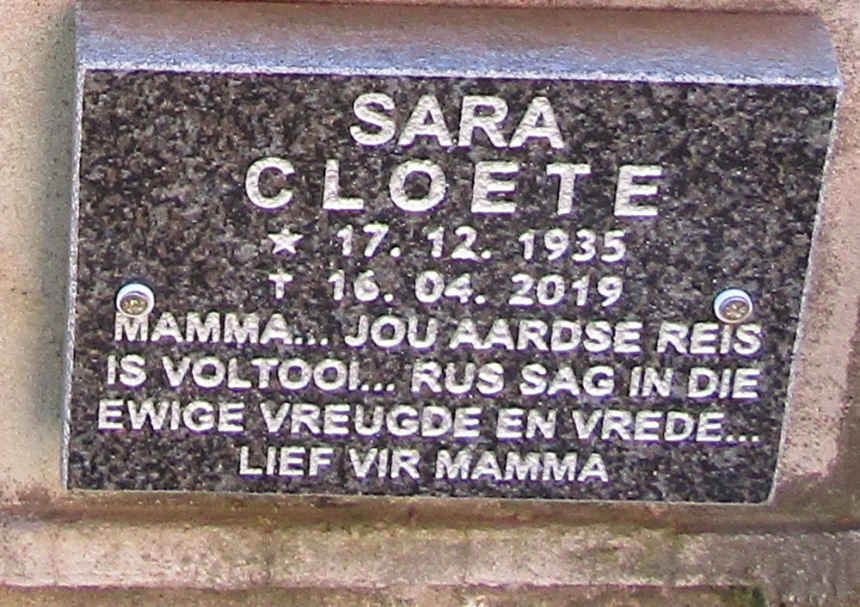 SARA
CLOETE
★ 17. 12. 1935
† 16. 04. 2019
MAMMA... JOU AARDSE REIS
IS VOLTOOI... RUS SAG IN DIE
EWIGE VREUGDE EN VREDE...
LIEF VIR MAMMA